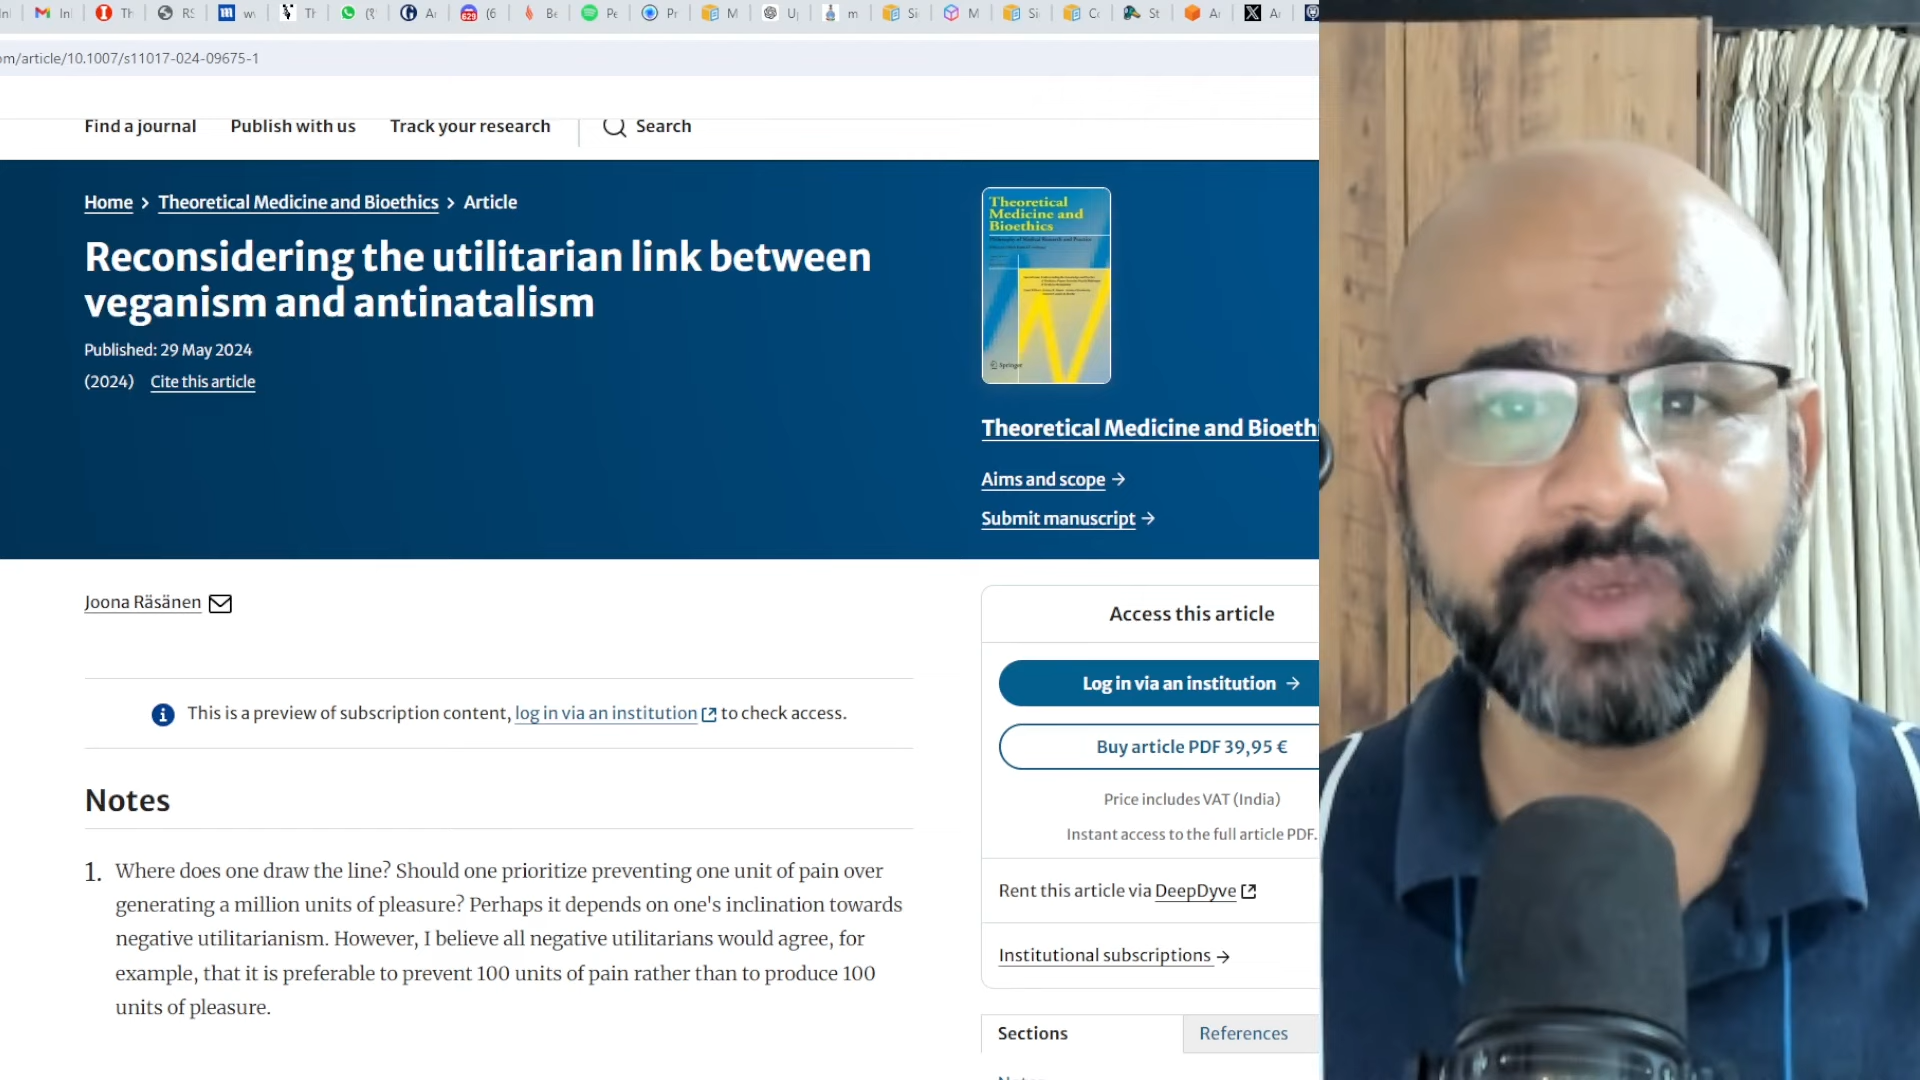 om/article/10.1007/s11017-024-09675-1
Find a journal
Publish with us
Track your research
Search
Home > Theoretical Medicine and Bioethics > Article
Reconsidering the utilitarian link between
veganism and antinatalism
Published: 29 May 2024
(2024) Cite this article
Theoretical
Medicine and
Bioethics
Springer
Theoretical Medicine and Bioethi
Aims and scope →
Submit manuscript →
Joona Räsänen
This is a preview of subscription content, log in via an institution to check access.
Access this article
Log in via an institution →
Buy article PDF 39,95 €
Price includes VAT (India)
Instant access to the full article PDF.
Rent this article via DeepDyve
Institutional subscriptions →
Notes
1. Where does one draw the line? Should one prioritize preventing one unit of pain over
generating a million units of pleasure? Perhaps it depends on one's inclination towards
negative utilitarianism. However, I believe all negative utilitarians would agree, for
example, that it is preferable to prevent 100 units of pain rather than to produce 100
units of pleasure.
Sections
References